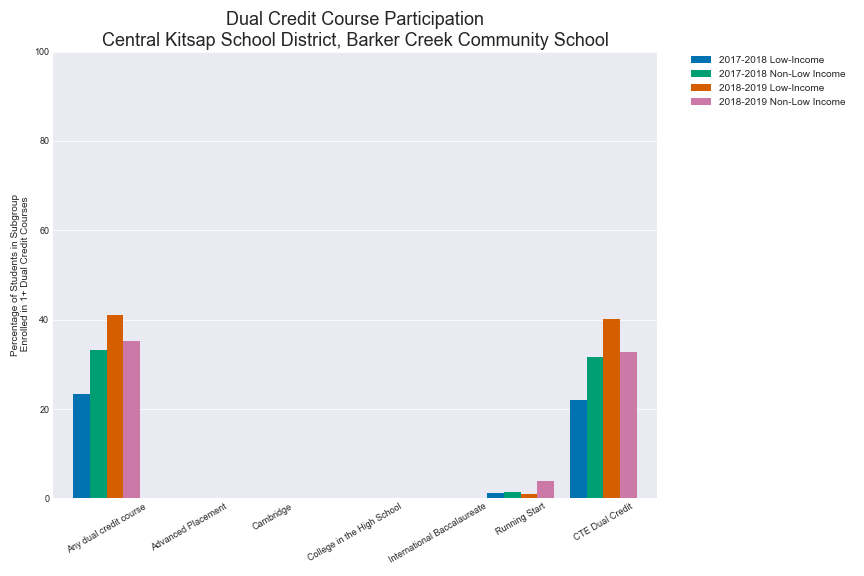 Dual Credit Course Participation
Central Kitsap School District, Barker Creek Community School
2017-2018 Low-Income
2017-2018 Non-Low Income
2018-2019 Low-Income
2018-2019 Non-Low Income
Percentage of Students in Subgroup
Enrolled in 1+ Dual Credit Courses
100
80
60
40
20
0
Any dual credit course
Advanced Placement
Cambridge
College in the High School
International Baccalaureate
Running Start
CTE Dual Credit